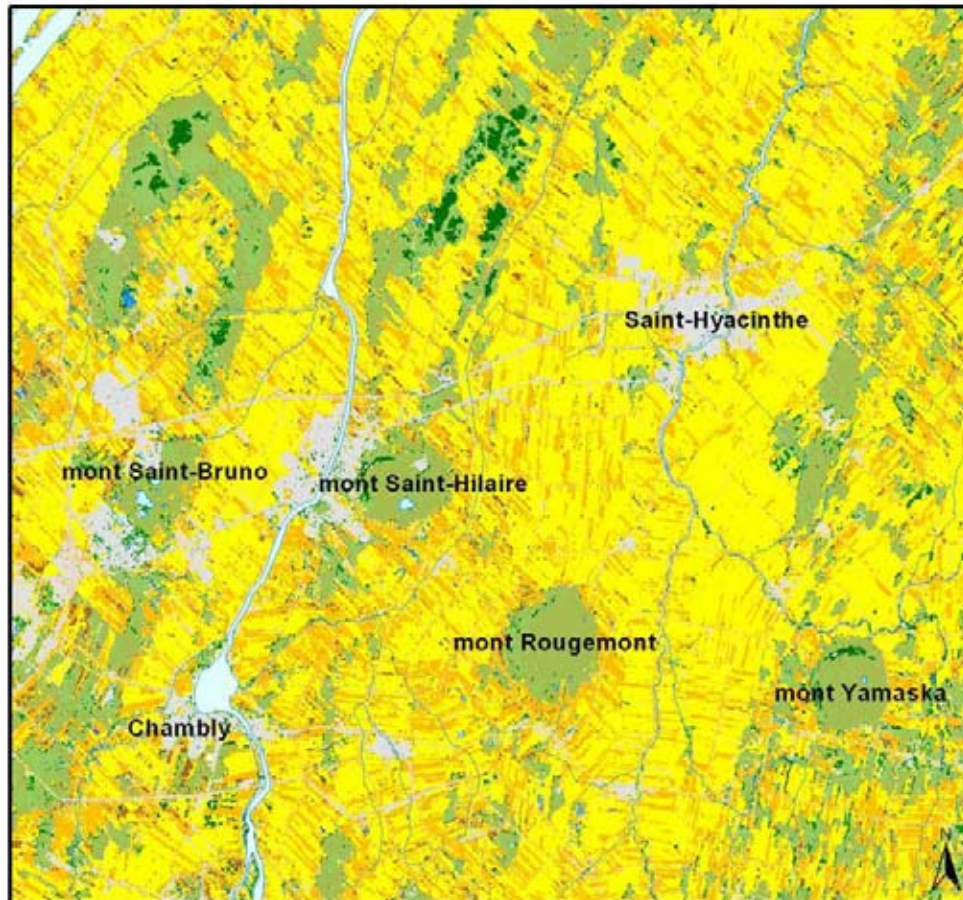 Saint-Hyacinthe
mont Saint-Bruno
mont Saint-Hilaire
mont Rougemont
mont Yamaska
Chambly
N